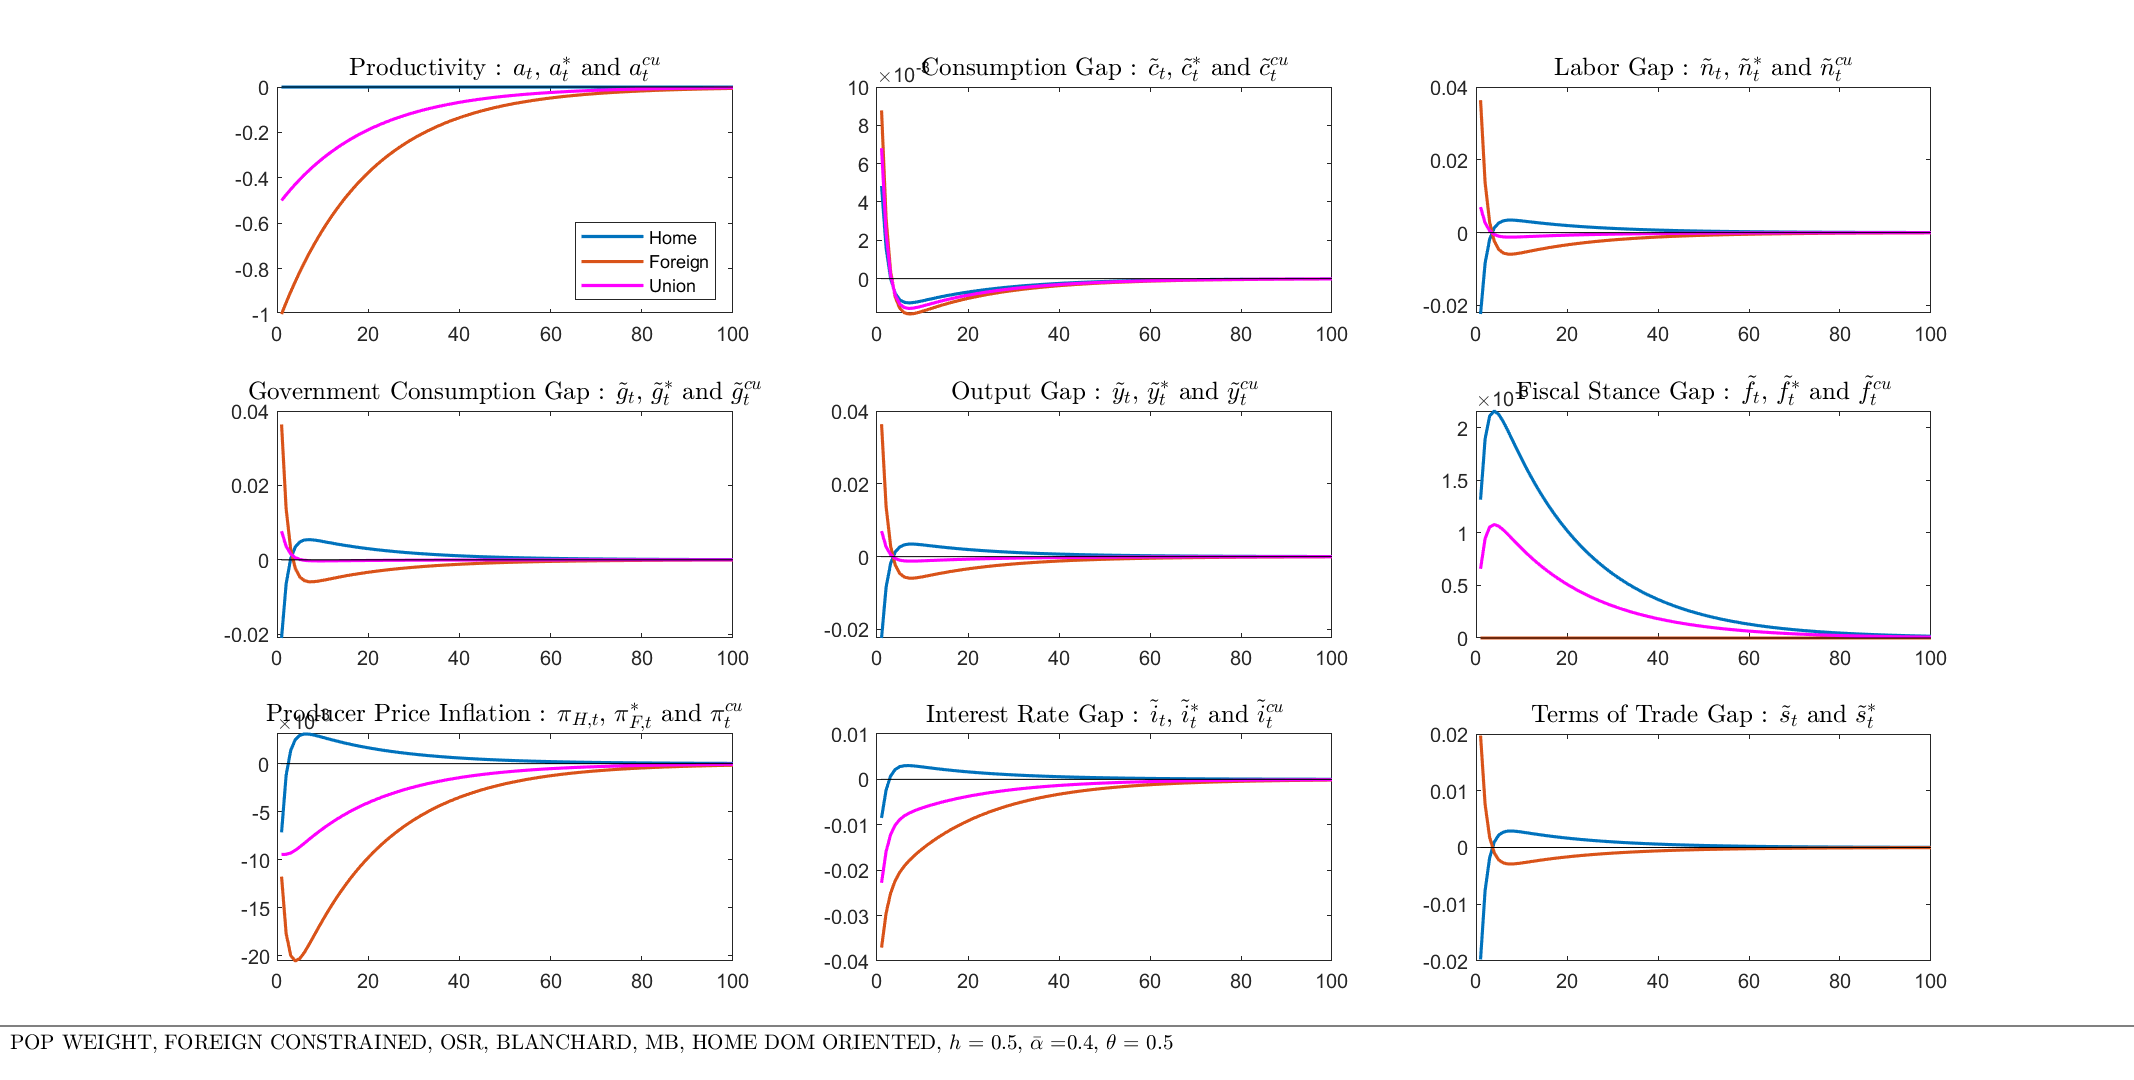 Productivity : a_t, a_t^* and a_t^{cu}
0
-0.2
-0.4
-0.6
-0.8
-1
0 20 40 60 80 100
Home
Foreign
Union
Consumption Gap : c̃_t, c̃_t^* and c̃_t^{cu}
10
8
6
4
2
0
0 20 40 60 80 100
Labor Gap : ñ_t, ñ_t^* and ñ_t^{cu}
0.04
0.02
0
-0.02
0 20 40 60 80 100
Government Consumption Gap : g̃_t, g̃_t^* and g̃_t^{cu}
0.04
0.02
0
-0.02
0 20 40 60 80 100
Output Gap : ỹ_t, ỹ_t^* and ỹ_t^{cu}
0.04
0.02
0
-0.02
0 20 40 60 80 100
Fiscal Stance Gap : f̃_t, f̃_t^* and f̃_t^{cu}
2
1.5
1
0.5
0
0 20 40 60 80 100
Producer Price Inflation : π_{H,t}, π_{F,t}^* and π_t^{cu}
0
-5
-10
-15
-20
0 20 40 60 80 100
Interest Rate Gap : ĩ_t, ĩ_t^* and ĩ_t^{cu}
0.01
0
-0.01
-0.02
-0.03
-0.04
0 20 40 60 80 100
Terms of Trade Gap : s̃_t and s̃_t^*
0.02
0.01
0
-0.01
-0.02
0 20 40 60 80 100
POP WEIGHT, FOREIGN CONSTRAINED, OSR, BLANCHARD, MB, HOME DOM ORIENTED, h = 0.5, ᾱ =0.4, θ = 0.5